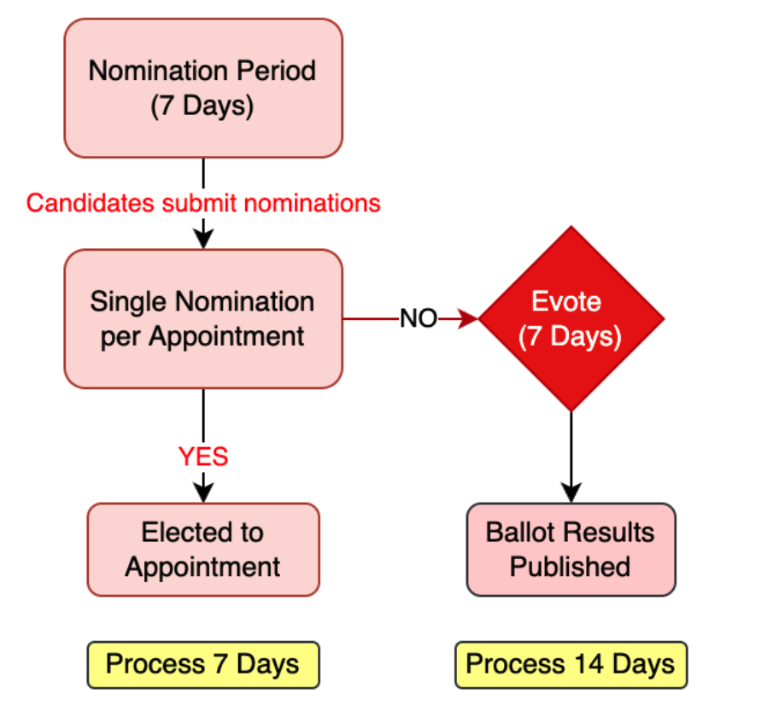 Nomination Period
(7 Days)
Candidates submit nominations
Single Nomination
per Appointment
NO
Evote
(7 Days)
YES
Elected to
Appointment
Ballot Results
Published
Process 7 Days
Process 14 Days